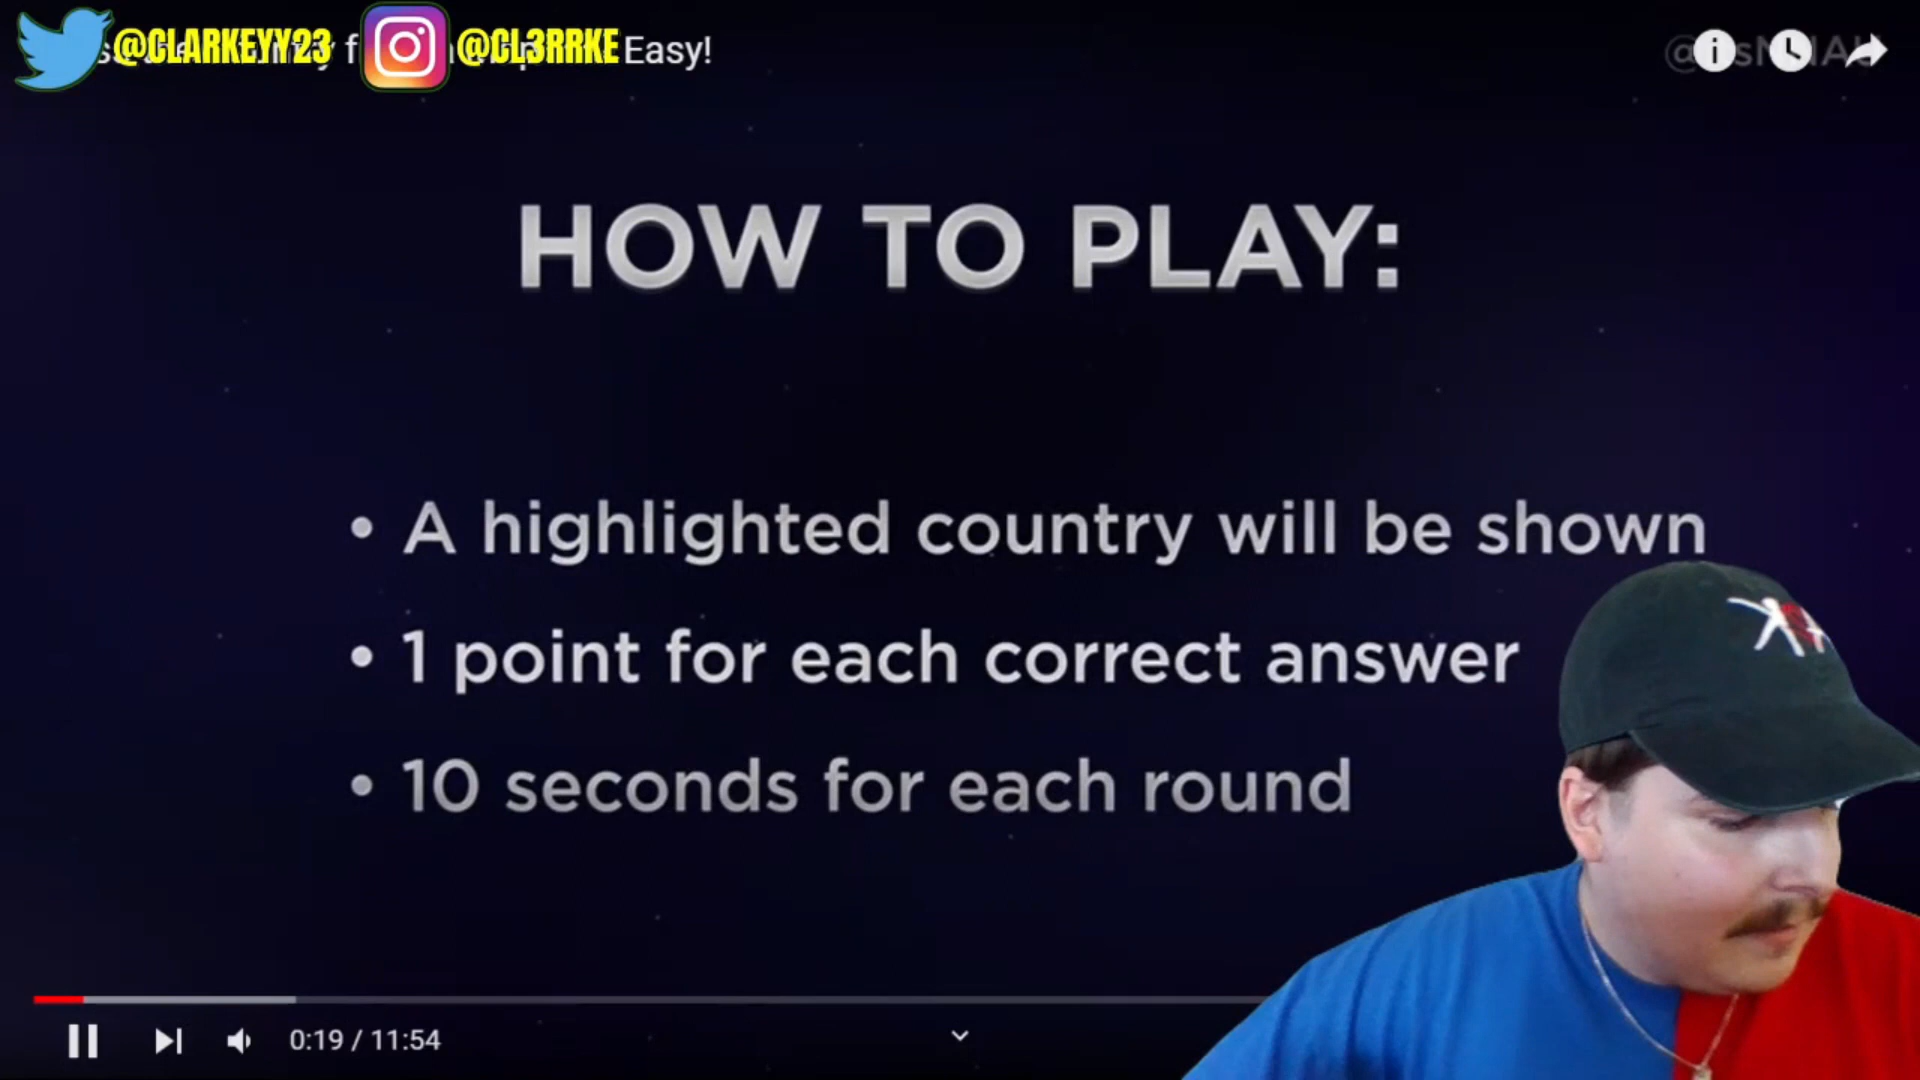 @CLARKEYY23 @CL3RRKE Easy!
HOW TO PLAY:
• A highlighted country will be shown
• 1 point for each correct answer
• 10 seconds for each round
0:19 / 11:54